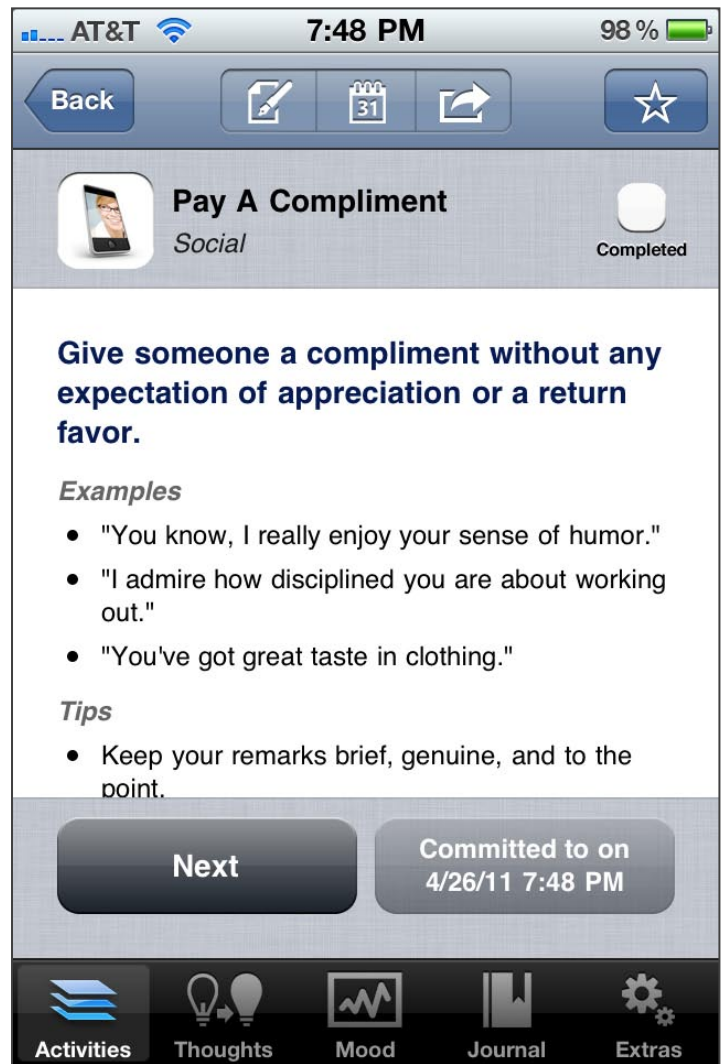 AT&T 7:48 PM 98 %
Back 31
Pay A Compliment
Social
Completed
Give someone a compliment without any
expectation of appreciation or a return
favor.
Examples
• "You know, I really enjoy your sense of humor."
• "I admire how disciplined you are about working
out."
• "You've got great taste in clothing."
Tips
• Keep your remarks brief, genuine, and to the
point.
Next
Committed to on
4/26/11 7:48 PM
Activities Thoughts Mood Journal Extras